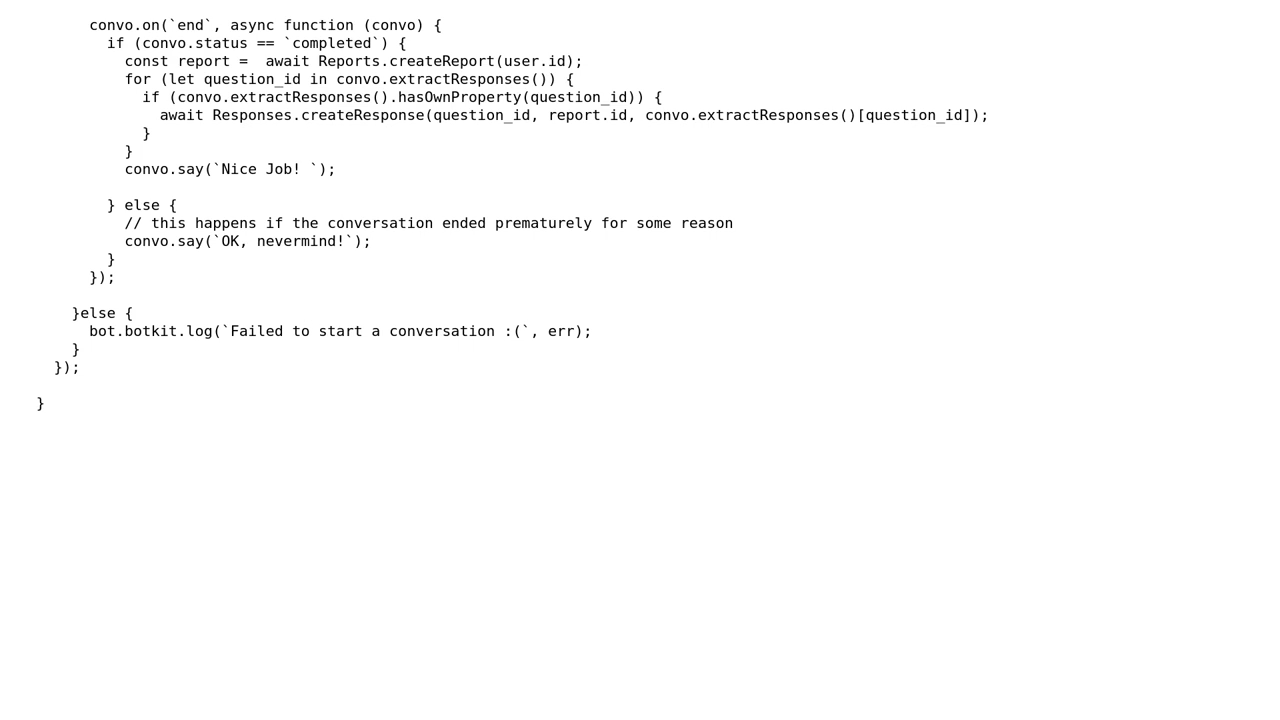 convo.on(`end`, async function (convo) {
        if (convo.status == `completed`) {
          const report =  await Reports.createReport(user.id);
          for (let question_id in convo.extractResponses()) {
            if (convo.extractResponses().hasOwnProperty(question_id)) {
              await Responses.createResponse(question_id, report.id, convo.extractResponses()[question_id]);
            }
          }
          convo.say(`Nice Job! `);

        } else {
          // this happens if the conversation ended prematurely for some reason
          convo.say(`OK, nevermind!`);
        }
      });

    }else {
      bot.botkit.log(`Failed to start a conversation :(`, err);
    }
  });

}